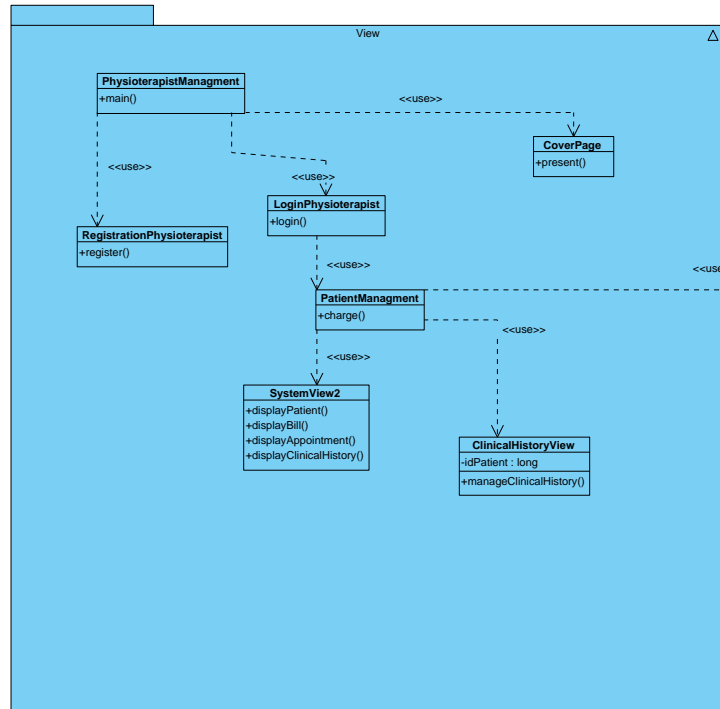 View
PhysioterapistManagment
+main()
<<use>>
CoverPage
+present()
<<use>>
<<use>>
LoginPhysioterapist
+login()
RegistrationPhysioterapist
+register()
<<use>>
<<use
PatientManagment
+charge()
<<use>>
<<use>>
SystemView2
+displayPatient()
+displayBill()
+displayAppointment()
+displayClinicalHistory()
ClinicalHistoryView
-idPatient : long
+manageClinicalHistory()